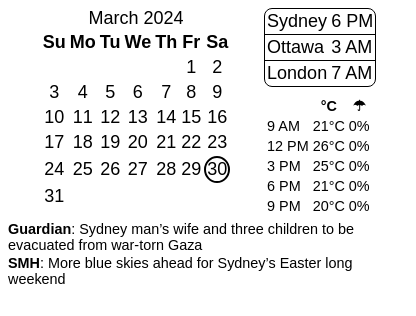 March 2024
Su Mo Tu We Th Fr Sa
1 2
3 4 5 6 7 8 9
10 11 12 13 14 15 16
17 18 19 20 21 22 23
24 25 26 27 28 29 30
31
Sydney 6 PM
Ottawa 3 AM
London 7 AM
°C ☂
9 AM 21°C 0%
12 PM 26°C 0%
3 PM 25°C 0%
6 PM 21°C 0%
9 PM 20°C 0%
Guardian: Sydney man’s wife and three children to be
evacuated from war-torn Gaza
SMH: More blue skies ahead for Sydney’s Easter long
weekend